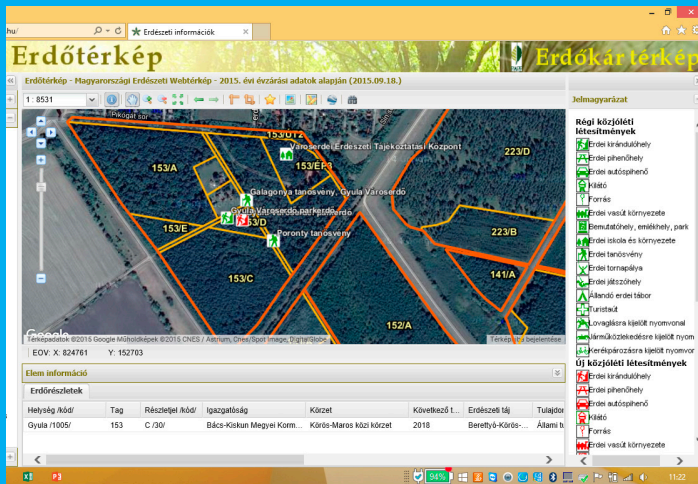 hu/
Erdészeti információk
Erdőtérkép
Erdőkár térkép
Erdőtérkép - Magyarországi Erdészeti Webtérkép - 2015. évi évzárási adatok alapján (2015.09.18.)
1 : 8531
Pikogat sor
153/ÚT2
Városerdei Erdészeti Tájékoztatási Központ
223/D
153/A
153/ÉP3
Galagonya tanösvény, Gyula Városerdő
Gyula Városerdő parkerdő
153/E
53/D
Poronty tanösvény
223/B
153/C
141/A
152/A
Google
Térképadatok ©2015 Google Műholdképek ©2015 CNES / Astrium, Cnes/Spot Image, DigitalGlobe
bejelentése
EOV: X: 824761 Y: 152703
Elem információ
Erdőrészletek
Helység /kód/ Tag Részletjel /kód/ Igazgatóság Körzet Következő t... Erdészeti táj Tulajdon
Gyula /1005/ 153 C /30/ Bács-Kiskun Megyei Korm... Körös-Maros közi körzet 2018 Berettyó-Körös-... Állami tu
Jelmagyarázat
Régi közjóléti
létesítmények
Erdei kirándulóhely
Erdei pihenőhely
Erdei autóspihenő
Kilátó
Forrás
Erdei vasút környezete
Bemutatóhely, emlékhely, park
Erdei iskola és környezete
Erdei tanösvény
Erdei tornapálya
Erdei játszóhely
Állandó erdei tábor
Turistaút
Lovaglásra kijelölt nyomvonal
Járműközlekedésre kijelölt nyom
Kerékpározásra kijelölt nyomvor
Új közjóléti létesítmények
Erdei kirándulóhely
Erdei pihenőhely
Erdei autóspihenő
Kilátó
Forrás
Erdei vasút környezete
94%
11:22